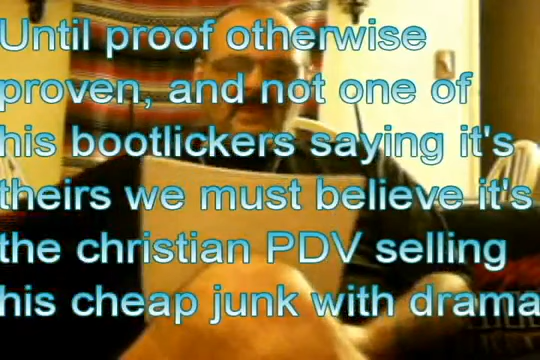 Until proof otherwise
proven, and not one of
his bootlickers saying it's
theirs we must believe it's
the christian PDV selling
his cheap junk with drama